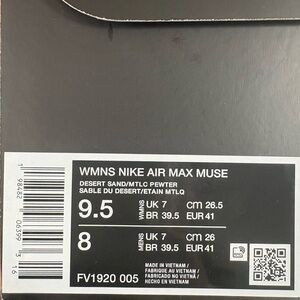 WMNS NIKE AIR MAX MUSE
DESERT SAND/MTLC PEWTER
SABLE DU DESERT/ETAIN MTLQ
9.5 WMNS UK 7 CM 26.5
BR 39.5 EUR 41
8 MENS UK 7 CM 26
BR 39.5 EUR 41
FV1920 005
MADE IN VIETNAM /
FABRIQUE AU VIETNAM /
FABRICADO NO VIETNÃ /
HECHO EN VIETNAM